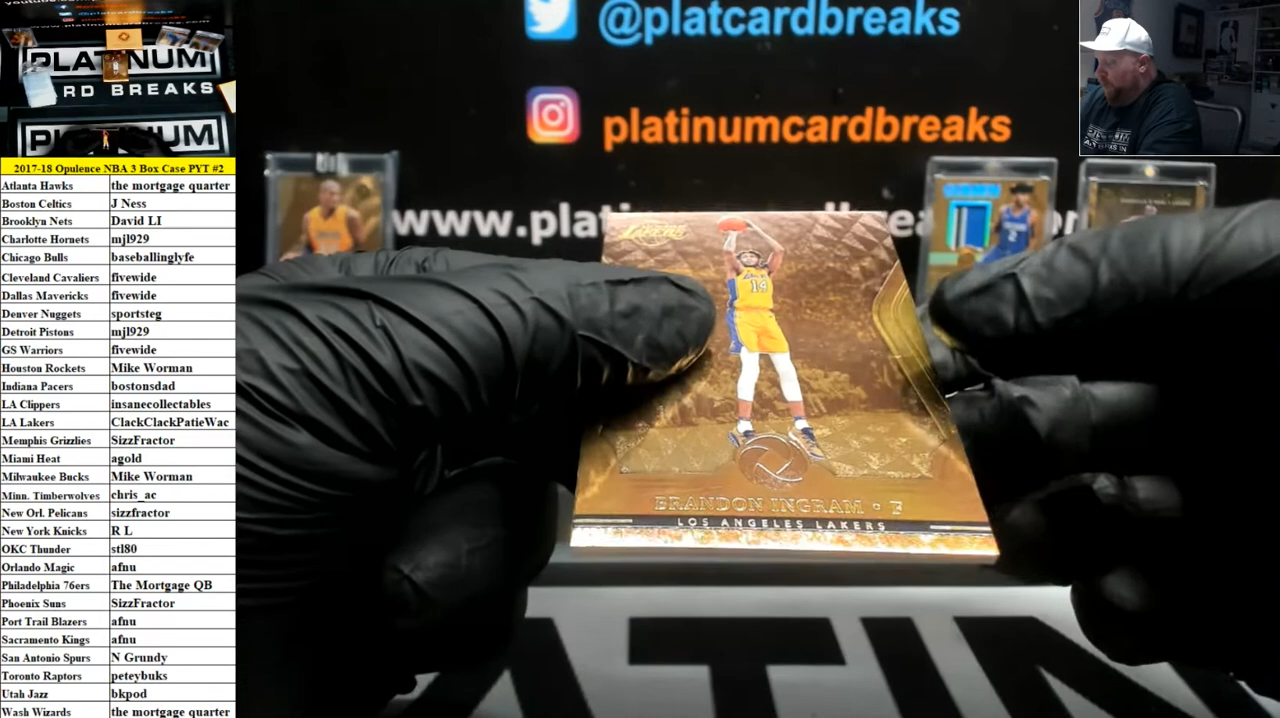 PLATINUM
ARD BREAKS
PLATINUM
2017-18 Opulence NBA 3 Box Case PYT #2
Atlanta Hawks the mortgage quarter
Boston Celtics J Ness
Brooklyn Nets David LI
Charlotte Hornets mjl929
Chicago Bulls baseballinglyfe
Cleveland Cavaliers fivewide
Dallas Mavericks fivewide
Denver Nuggets sportsteg
Detroit Pistons mjl929
GS Warriors fivewide
Houston Rockets Mike Worman
Indiana Pacers bostonsdad
LA Clippers insanecollectables
LA Lakers ClackClackPatieWac
Memphis Grizzlies SizzFractor
Miami Heat agold
Milwaukee Bucks Mike Worman
Minn. Timberwolves chris_ac
New Orl. Pelicans sizzfractor
New York Knicks R L
OKC Thunder stl80
Orlando Magic afnu
Philadelphia 76ers The Mortgage QB
Phoenix Suns SizzFractor
Port Trail Blazers afnu
Sacramento Kings afnu
San Antonio Spurs N Grundy
Toronto Raptors peteybuks
Utah Jazz bkpod
Wash Wizards the mortgage quarter
@platcardbreaks
platinumcardbreaks
www.platinumcardbrea
LAKERS
14
BRANDON INGRAM • F
LOS ANGELES LAKERS
2
ATIN